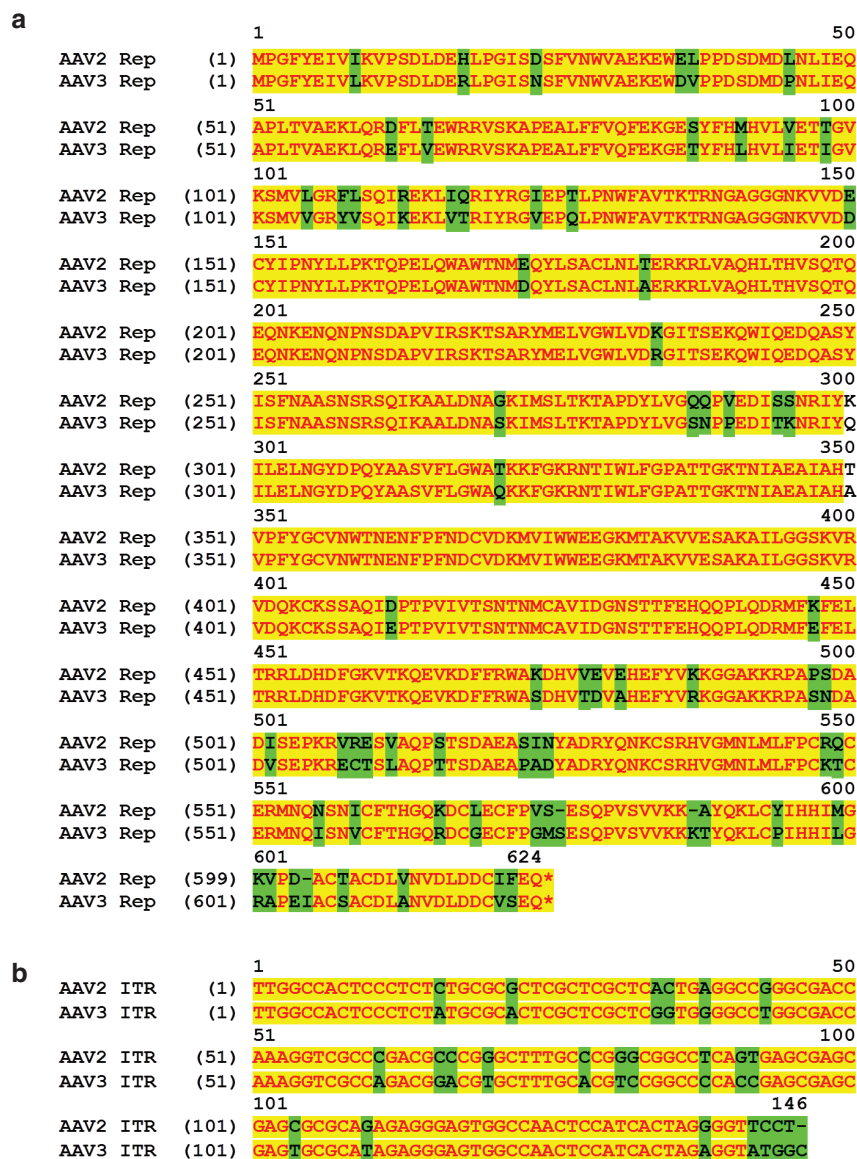 a
1 50
AAV2 Rep (1) MPGFYEIVIKVPSDLDEHLPGISDSFVNWVAEKEWELPPDSDMDLNLIEQ
AAV3 Rep (1) MPGFYEIVLKVPSDLDERLPGISNSFVNWVAEKEWDVPPDSDMDPNLIEQ
51 100
AAV2 Rep (51) APLTVAEKLQRDFLTEWRRVSKAPEALFFVQFEKGESYFHMHVLVETTGV
AAV3 Rep (51) APLTVAEKLQREFLVEWRRVSKAPEALFFVQFEKGETYFHLHVLIETIGV
101 150
AAV2 Rep (101) KSMVLGRFLSQIREKLIQRIYRGIEPTLPNWFAVTKTRNGAGGGNKVVDE
AAV3 Rep (101) KSMVVGRYVSQIKEKLVTRIYRGVEPQLPNWFAVTKTRNGAGGGNKVVDD
151 200
AAV2 Rep (151) CYIPNYLLPKTQPELQWAWTNMEQYLSACLNLTERKRLVAQHLTHVSQTQ
AAV3 Rep (151) CYIPNYLLPKTQPELQWAWTNMDQYLSACLNLAERKRLVAQHLTHVSQTQ
201 250
AAV2 Rep (201) EQNKENQNPNSDAPVIRSKTSARYMELVGWLVDKGITSEKQWIQEDQASY
AAV3 Rep (201) EQNKENQNPNSDAPVIRSKTSARYMELVGWLVDRGITSEKQWIQEDQASY
251 300
AAV2 Rep (251) ISFNAASNSRSQIKAALDNAGKIMSLTKTAPDYLVGQQPVEDISSNRIYK
AAV3 Rep (251) ISFNAASNSRSQIKAALDNASKIMSLTKTAPDYLVGSNPPEDITKNRIYQ
301 350
AAV2 Rep (301) ILELNGYDPQYAASVFLGWATKKFGKRNTIWLFGPATTGKTNIAEAIAHT
AAV3 Rep (301) ILELNGYDPQYAASVFLGWAQKKFGKRNTIWLFGPATTGKTNIAEAIAHA
351 400
AAV2 Rep (351) VPFYGCVNWTNENFPFNDCVDKMVIWWEEGKMTAKVVESAKAILGGSKVR
AAV3 Rep (351) VPFYGCVNWTNENFPFNDCVDKMVIWWEEGKMTAKVVESAKAILGGSKVR
401 450
AAV2 Rep (401) VDQKCKSSAQIDPTPVIVTSNTNMCAVIDGNSTTFEHQQPLQDRMFKFEL
AAV3 Rep (401) VDQKCKSSAQIEPTPVIVTSNTNMCAVIDGNSTTFEHQQPLQDRMFEFEL
451 500
AAV2 Rep (451) TRRLDHDFGKVTKQEVKDFFRWAKDHVVEVEHEFYVKKGGAKKRPAPSDA
AAV3 Rep (451) TRRLDHDFGKVTKQEVKDFFRWASDHVTDVAHEFYVRKGGAKKRPASNDA
501 550
AAV2 Rep (501) DISEPKRVRESVAQPSTSDAEASINYADRYQNKCSRHVGMNLMLFPCRQC
AAV3 Rep (501) DVSEPKRECTSLAQPTTSDAEAPADYADRYQNKCSRHVGMNLMLFPCKTC
551 600
AAV2 Rep (551) ERMNQNSNICFTHGQKDCLECFPVS-ESQPVSVVKK-AYQKLCYIHHIMG
AAV3 Rep (551) ERMNQISNVCFTHGQRDCGECFPGMSESQPVSVVKKKTYQKLCPIHHILG
601 624
AAV2 Rep (599) KVPD-ACTACDLVNVDLDDCIFEQ*
AAV3 Rep (601) RAPEIACSACDLANVDLDDCVSEQ*
b
1 50
AAV2 ITR (1) TTGGCCACTCCCTCTCTGCGCGCTCGCTCGCTCACTGAGGCCGGGCGACC
AAV3 ITR (1) TTGGCCACTCCCTCTATGCGCACTCGCTCGCTCGGTGGGGCCTGGCGACC
51 100
AAV2 ITR (51) AAAGGTCGCCCGACGCCCGGGCTTTGCCCGGGCGGCCTCAGTGAGCGAGC
AAV3 ITR (51) AAAGGTCGCCAGACGGACGTGCTTTGCACGTCCGGCCCCACCGAGCGAGC
101 146
AAV2 ITR (101) GAGCGCGCAGAGAGGGAGTGGCCAACTCCATCACTAGGGGTTCCT-
AAV3 ITR (101) GAGTGCGCATAGAGGGAGTGGCCAACTCCATCACTAGAGGTATGGC